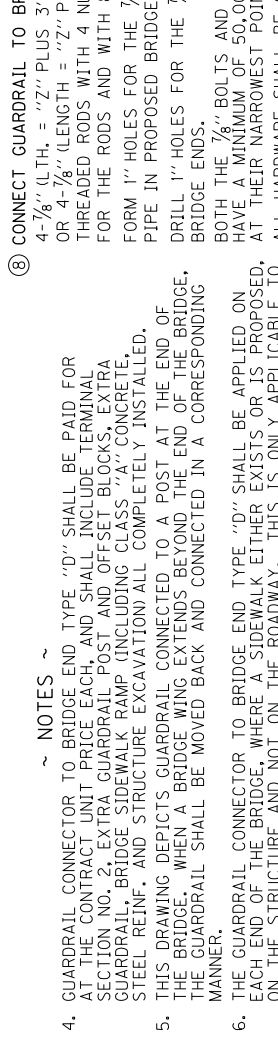 ~ NOTES ~
4. GUARDRAIL CONNECTOR TO BRIDGE END TYPE "D" SHALL BE PAID FOR
AT THE CONTRACT UNIT PRICE EACH, AND SHALL INCLUDE TERMINAL
SECTION NO. 2, EXTRA GUARDRAIL POST AND OFFSET BLOCKS, EXTRA
GUARDRAIL, BRIDGE SIDEWALK RAMP (INCLUDING CLASS "A" CONCRETE,
STEEL REINF. AND STRUCTURE EXCAVATION) ALL COMPLETELY INSTALLED.
5. THIS DRAWING DEPICTS GUARDRAIL CONNECTED TO A POST AT THE END OF
THE BRIDGE. WHEN A BRIDGE WING EXTENDS BEYOND THE END OF THE BRIDGE,
THE GUARDRAIL SHALL BE MOVED BACK AND CONNECTED IN A CORRESPONDING
MANNER.
6. THE GUARDRAIL CONNECTOR TO BRIDGE END TYPE "D" SHALL BE APPLIED ON
EACH END OF THE BRIDGE, WHERE A SIDEWALK EITHER EXISTS OR IS PROPOSED,
ON THE STRUCTURE AND NOT ON THE ROADWAY. THIS IS ONLY APPLICABLE TO
8 CONNECT GUARDRAIL TO BR
4-7/8" (LTH. = "Z" PLUS 3"
OR 4-7/8" (LENGTH = "Z" P
THREADED RODS WITH 4 NU
FOR THE RODS AND WITH
FORM 1" HOLES FOR THE 7
PIPE IN PROPOSED BRIDGE
DRILL 1" HOLES FOR THE
BRIDGE ENDS.
BOTH THE 7/8" BOLTS AND
HAVE A MINIMUM OF 50,00
AT THEIR NARROWEST POIN
ALL HARDWARE SHALL BE